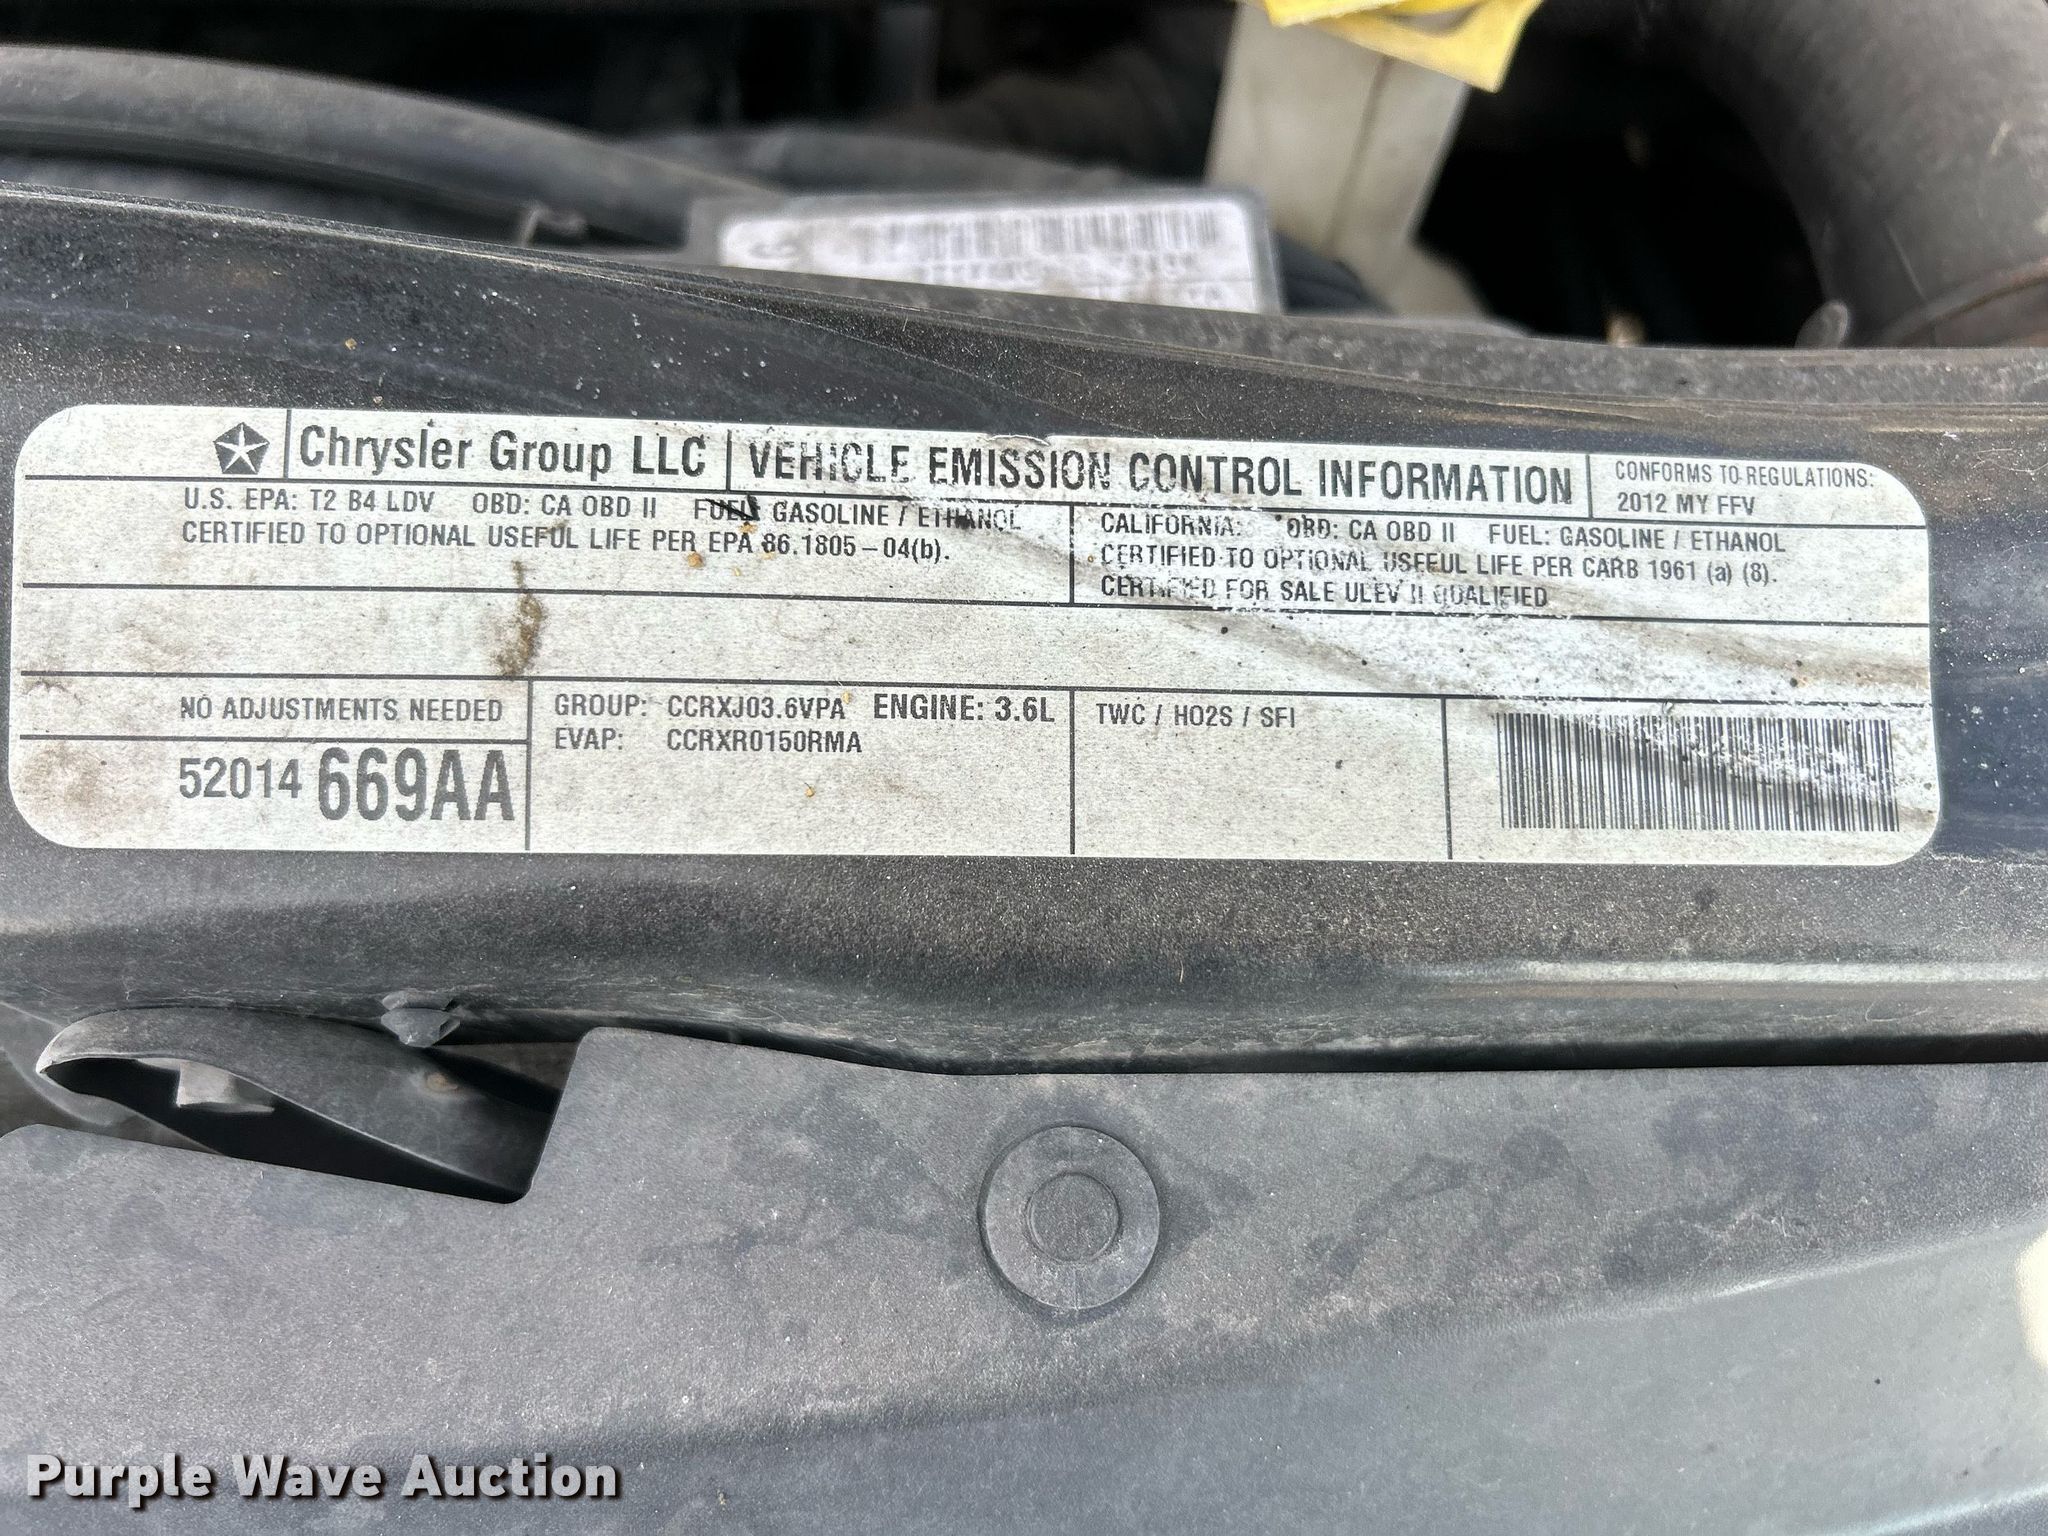 Chrysler Group LLC VEHICLE EMISSION CONTROL INFORMATION
CONFORMS TO REGULATIONS:
2012 MY FFV
U.S. EPA: T2 B4 LDV OBD: CA OBD II FUEL: GASOLINE / ETHANOL
CERTIFIED TO OPTIONAL USEFUL LIFE PER EPA 86.1805-04(b).
CALIFORNIA: OBD: CA OBD II FUEL: GASOLINE / ETHANOL
CERTIFIED TO OPTIONAL USEFUL LIFE PER CARB 1961 (a) (8).
CERTIFIED FOR SALE ULEV II QUALIFIED
NO ADJUSTMENTS NEEDED
52014 669AA
GROUP: CCRXJ03.6VPA ENGINE: 3.6L
EVAP: CCRXR0150RMA
TWC / HO2S / SFI
Purple Wave Auction